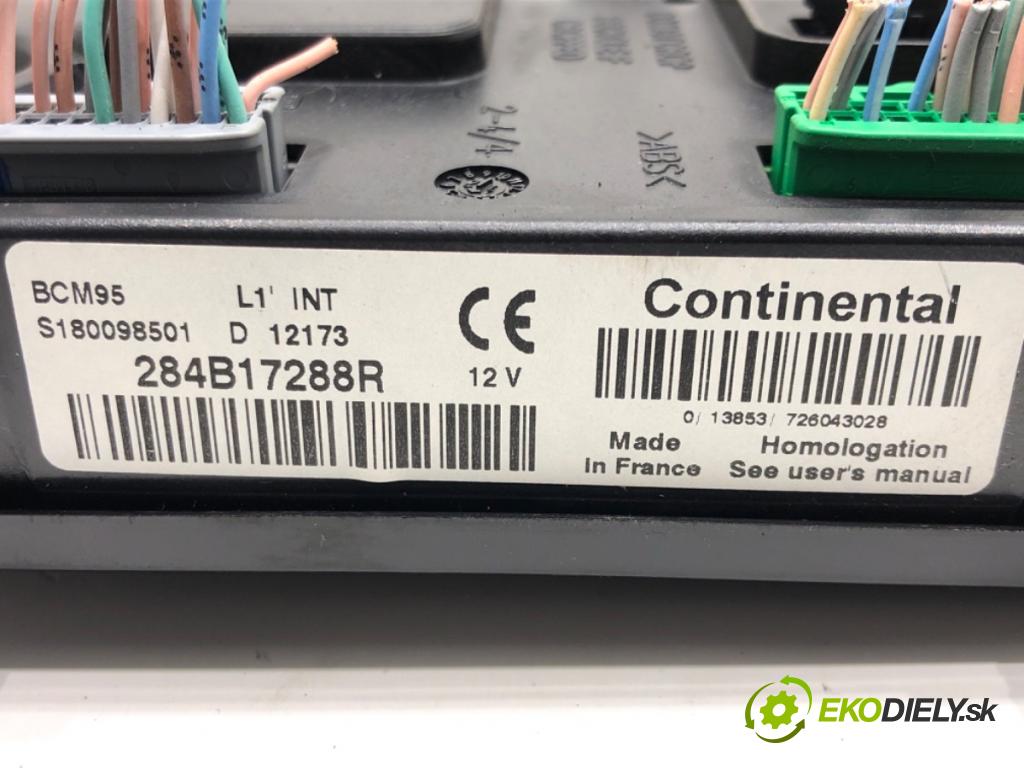 2-4/4
>ABS<
BCM95 L1' INT
S180098501 D 12173
284B17288R
CE
12 V
Continental
0/ 13853/ 726043028
Made
in France
Homologation
See user's manual
EKODIELY.sk